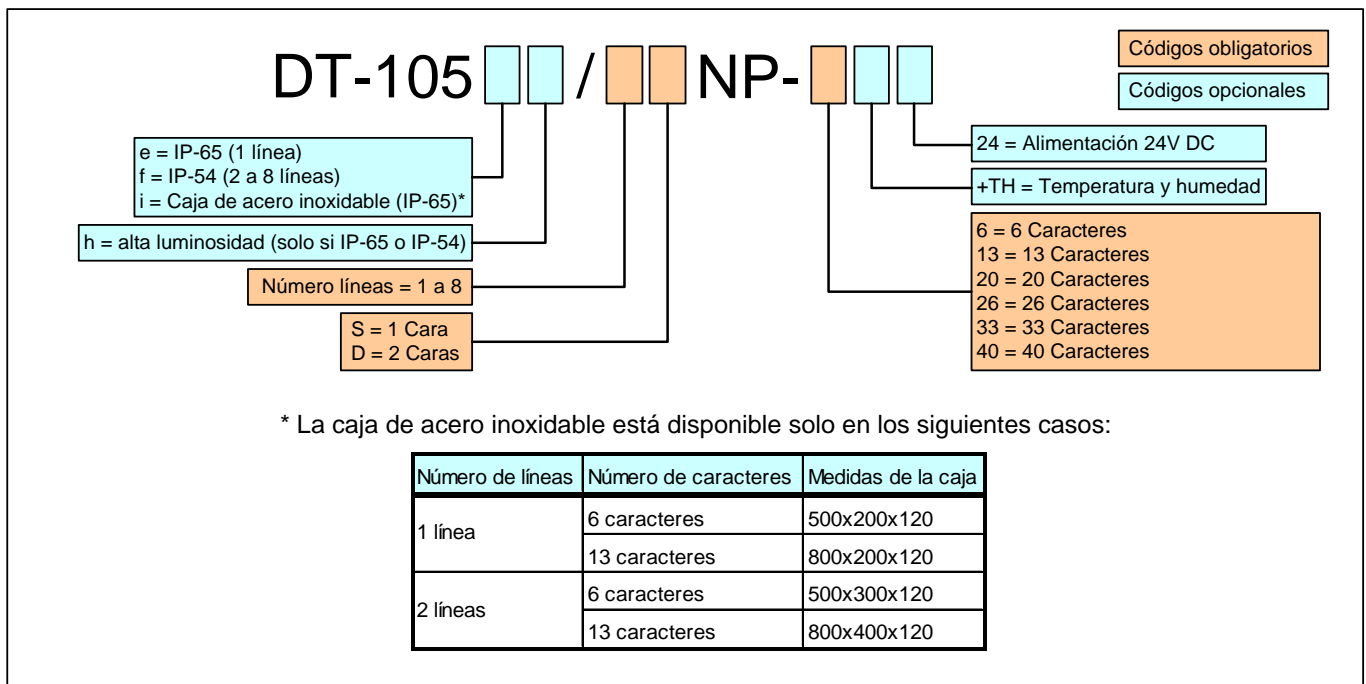 DT-105 / NP-
Códigos obligatorios
Códigos opcionales
e = IP-65 (1 línea)
f = IP-54 (2 a 8 líneas)
i = Caja de acero inoxidable (IP-65)*
h = alta luminosidad (solo si IP-65 o IP-54)
Número líneas = 1 a 8
S = 1 Cara
D = 2 Caras
24 = Alimentación 24V DC
+TH = Temperatura y humedad
6 = 6 Caracteres
13 = 13 Caracteres
20 = 20 Caracteres
26 = 26 Caracteres
33 = 33 Caracteres
40 = 40 Caracteres
* La caja de acero inoxidable está disponible solo en los siguientes casos:
Número de líneas Número de caracteres Medidas de la caja
1 línea
6 caracteres 500x200x120
13 caracteres 800x200x120
2 líneas
6 caracteres 500x300x120
13 caracteres 800x400x120